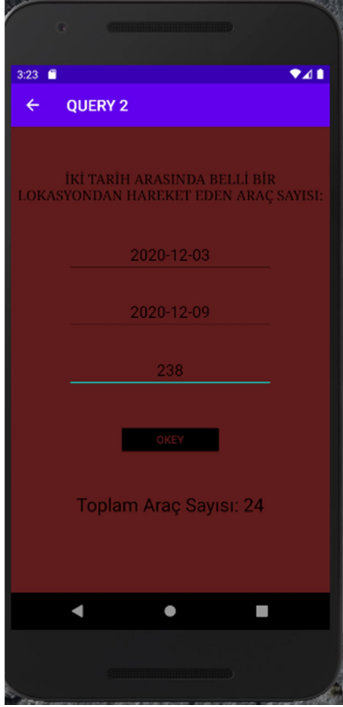 3:23
QUERY 2
İKİ TARİH ARASINDA BELLİ BİR
LOKASYONDAN HAREKET EDEN ARAÇ SAYISI:
2020-12-03
2020-12-09
238
OKEY
Toplam Araç Sayısı: 24